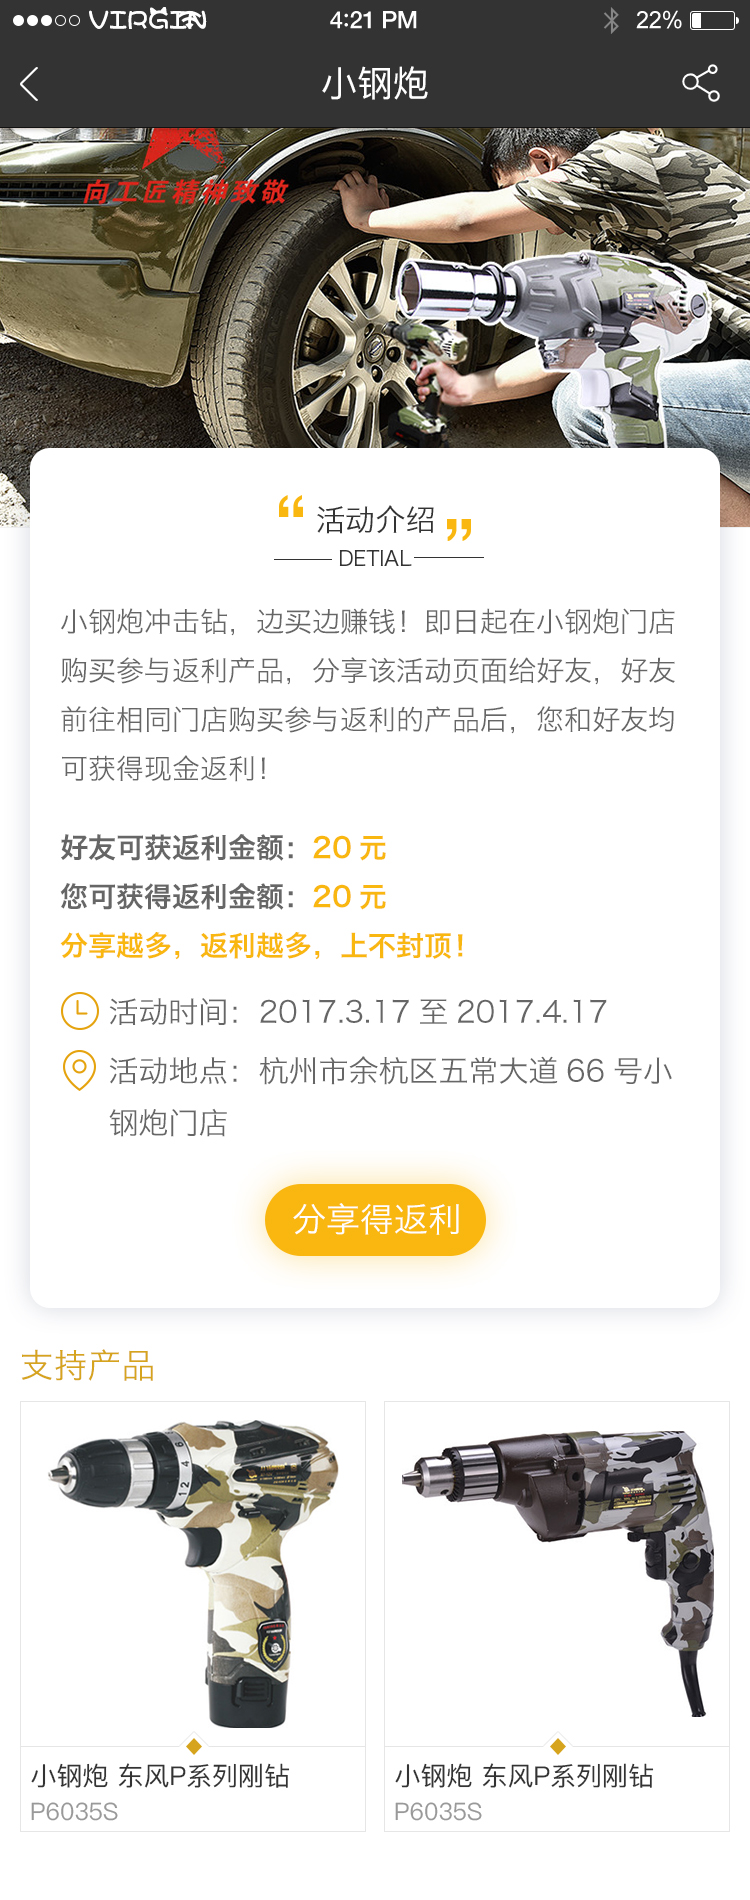 VIRGIN 4:21 PM 22%
小钢炮
向工匠精神致敬
“ 活动介绍 ”
DETIAL
小钢炮冲击钻，边买边赚钱！即日起在小钢炮门店
购买参与返利产品，分享该活动页面给好友，好友
前往相同门店购买参与返利的产品后，您和好友均
可获得现金返利！
好友可获返利金额：20 元
您可获得返利金额：20 元
分享越多，返利越多，上不封顶！
活动时间：2017.3.17 至 2017.4.17
活动地点：杭州市余杭区五常大道 66 号小
钢炮门店
分享得返利
支持产品
6
4
2
12
小钢炮 东风P系列刚钻
P6035S
小钢炮 东风P系列刚钻
P6035S